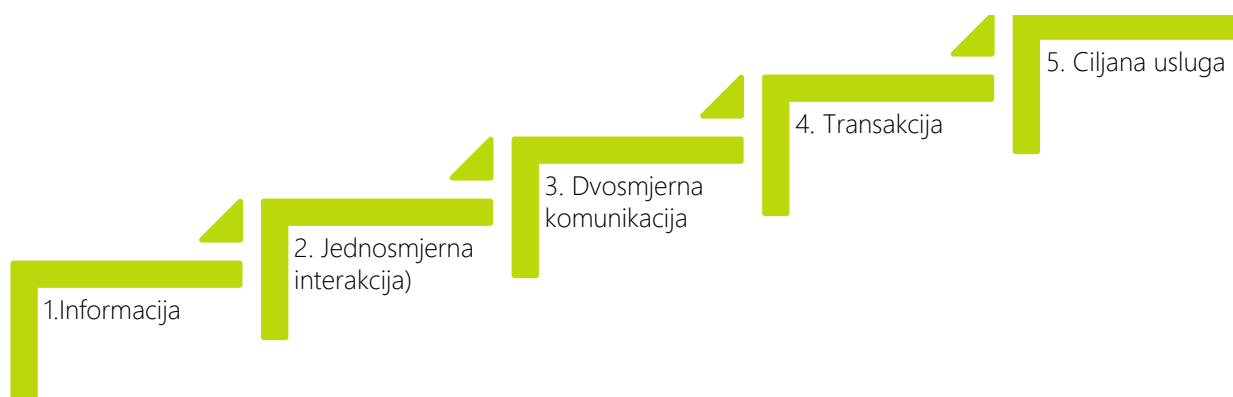 1.Informacija
2. Jednosmjerna
interakcija)
3. Dvosmjerna
komunikacija
4. Transakcija
5. Ciljana usluga